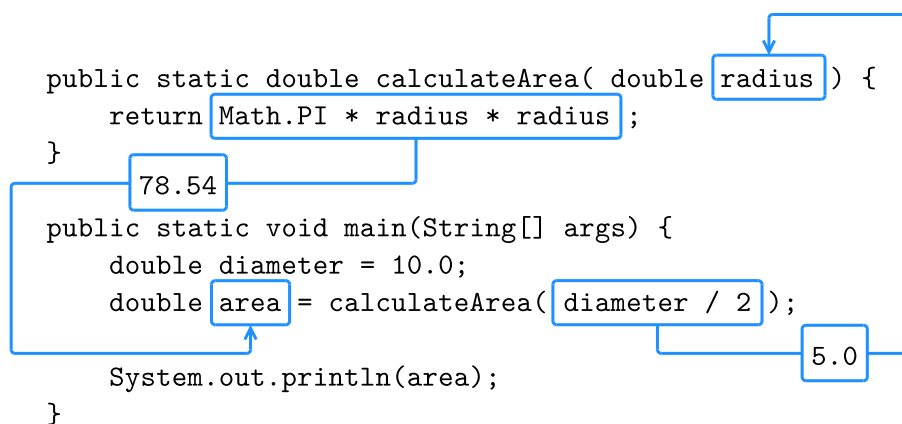 public static double calculateArea( double radius ) {
return Math.PI * radius * radius ;
}
78.54
public static void main(String[] args) {
double diameter = 10.0;
double area = calculateArea( diameter / 2 );
5.0
System.out.println(area);
}